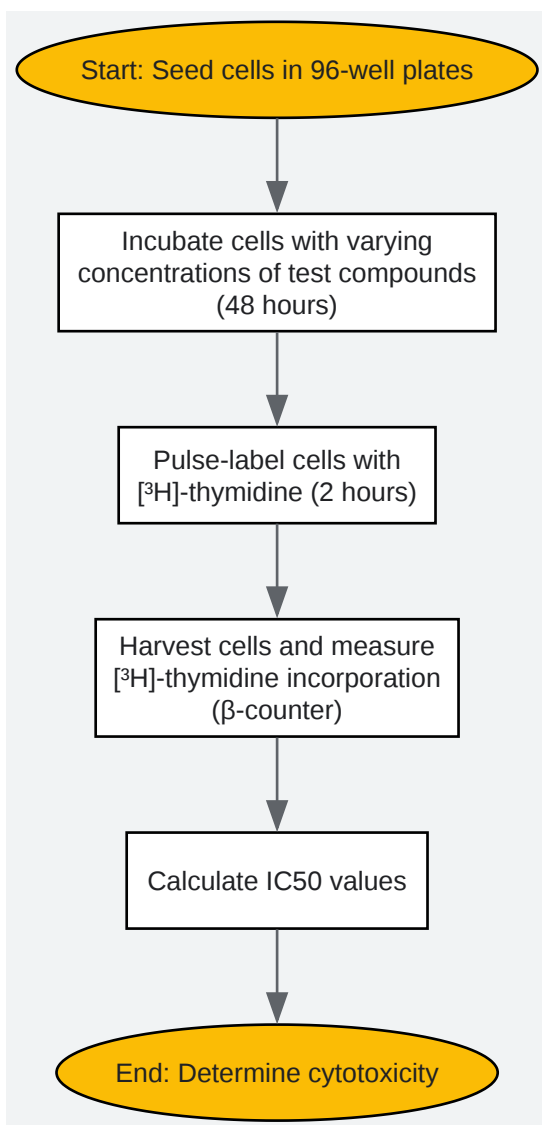 Start: Seed cells in 96-well plates
Incubate cells with varying
concentrations of test compounds
(48 hours)
Pulse-label cells with
[³H]-thymidine (2 hours)
Harvest cells and measure
[³H]-thymidine incorporation
(β-counter)
Calculate IC50 values
End: Determine cytotoxicity